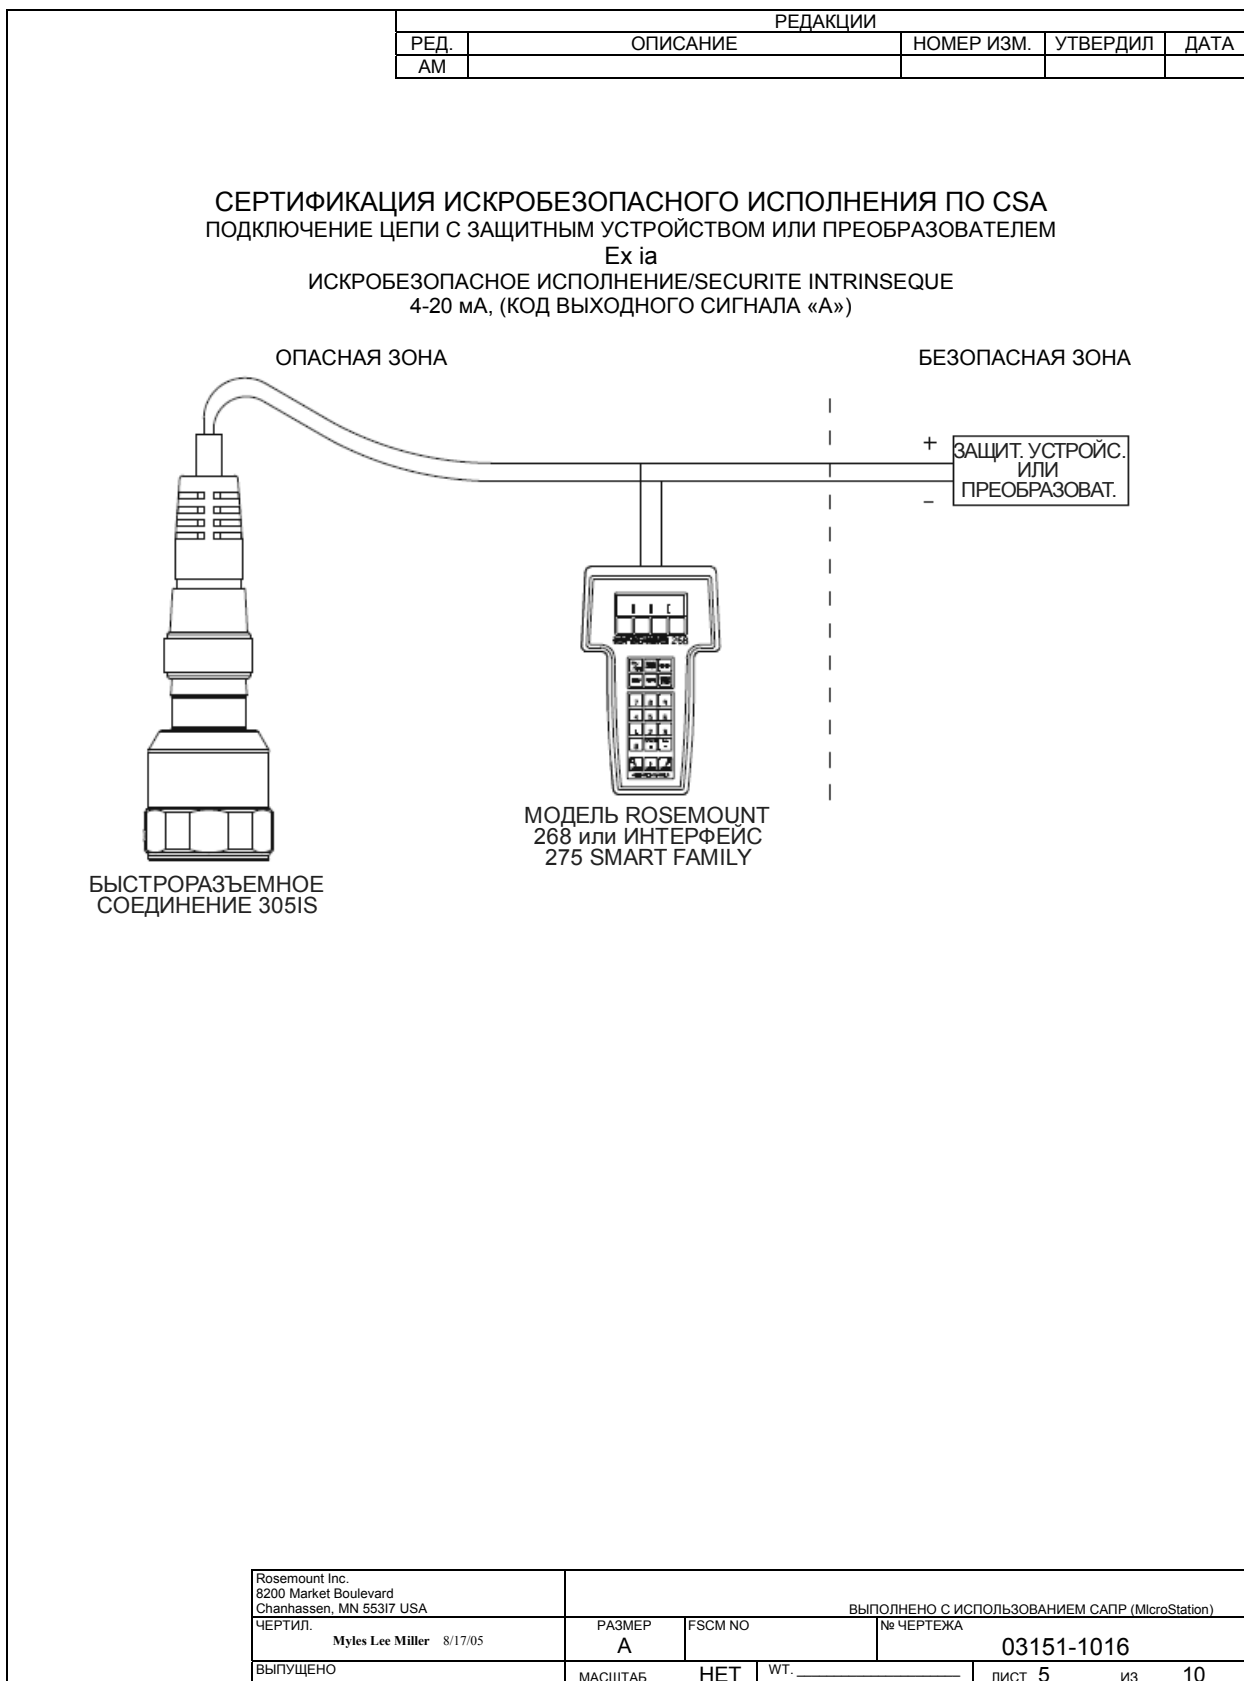 РЕДАКЦИИ
РЕД. ОПИСАНИЕ НОМЕР ИЗМ. УТВЕРДИЛ ДАТА
АМ
СЕРТИФИКАЦИЯ ИСКРОБЕЗОПАСНОГО ИСПОЛНЕНИЯ ПО CSA
ПОДКЛЮЧЕНИЕ ЦЕПИ С ЗАЩИТНЫМ УСТРОЙСТВОМ ИЛИ ПРЕОБРАЗОВАТЕЛЕМ
Ex ia
ИСКРОБЕЗОПАСНОЕ ИСПОЛНЕНИЕ/SECURITE INTRINSEQUE
4-20 мА, (КОД ВЫХОДНОГО СИГНАЛА «А»)
ОПАСНАЯ ЗОНА БЕЗОПАСНАЯ ЗОНА
+
ЗАЩИТ. УСТРОЙС.
ИЛИ
ПРЕОБРАЗОВАТ.
–
268
МОДЕЛЬ ROSEMOUNT
268 или ИНТЕРФЕЙС
275 SMART FAMILY
БЫСТРОРАЗЪЕМНОЕ
СОЕДИНЕНИЕ 305IS
Rosemount Inc.
8200 Market Boulevard
Chanhassen, MN 553I7 USA
ВЫПОЛНЕНО С ИСПОЛЬЗОВАНИЕМ САПР (MIcroStation)
ЧЕРТИЛ. РАЗМЕР FSCM NO № ЧЕРТЕЖА
Myles Lee Miller 8/17/05 А 03151-1016
ВЫПУЩЕНО МАСШТАБ НЕТ WT. ЛИСТ 5 ИЗ 10